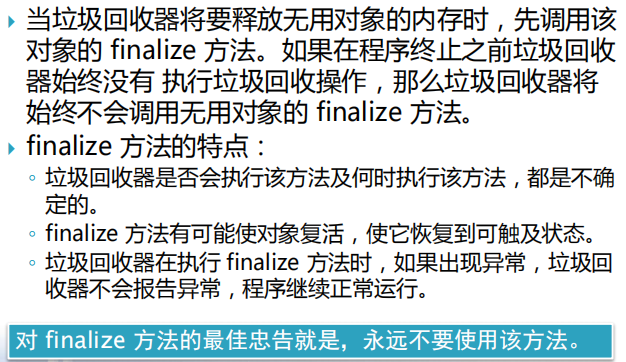 当垃圾回收器将要释放无用对象的内存时，先调用该
对象的 finalize 方法。如果在程序终止之前垃圾回收
器始终没有 执行垃圾回收操作，那么垃圾回收器将
始终不会调用无用对象的 finalize 方法。
finalize 方法的特点：
垃圾回收器是否会执行该方法及何时执行该方法，都是不确
定的。
finalize 方法有可能使对象复活，使它恢复到可触及状态。
垃圾回收器在执行 finalize 方法时，如果出现异常，垃圾回
收器不会报告异常，程序继续正常运行。
对 finalize 方法的最佳忠告就是，永远不要使用该方法。